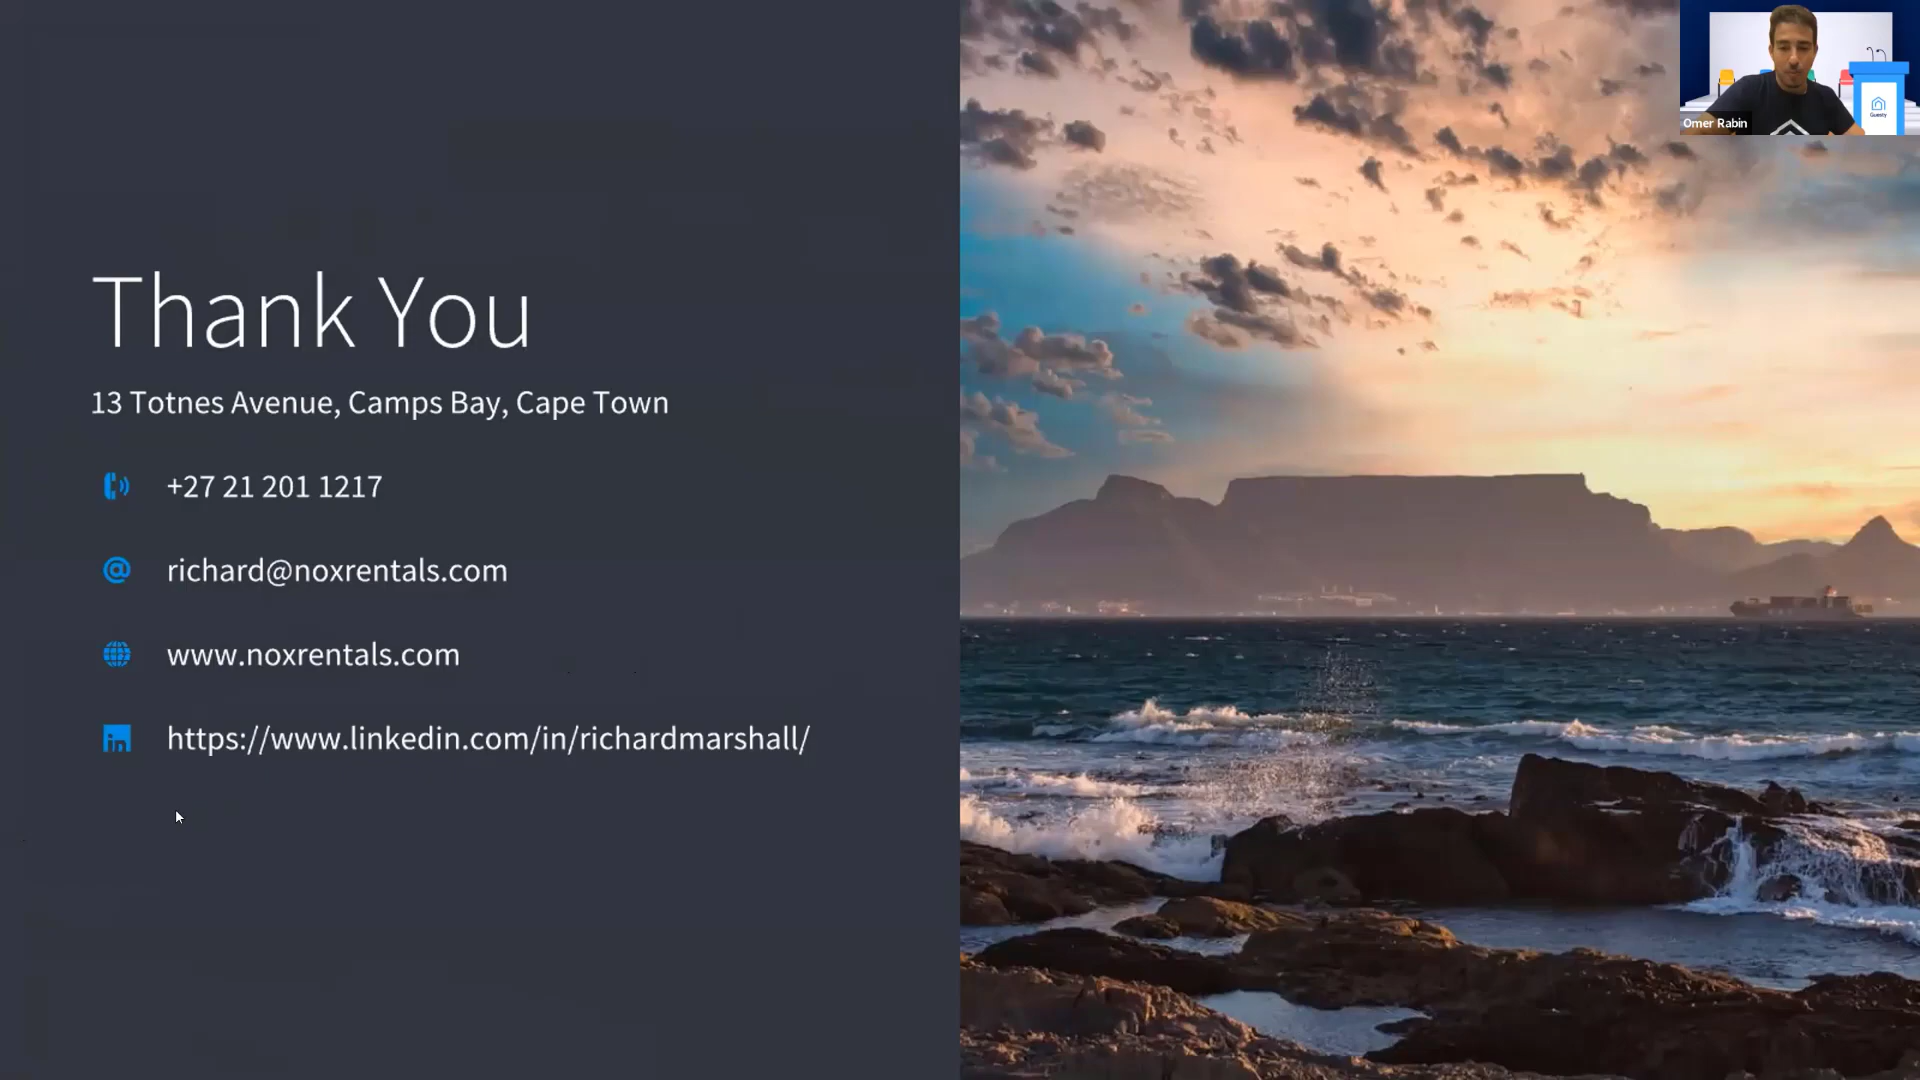 Thank You
13 Totnes Avenue, Camps Bay, Cape Town
+27 21 201 1217
richard@noxrentals.com
www.noxrentals.com
https://www.linkedin.com/in/richardmarshall/
Omer Rabin
Guesty